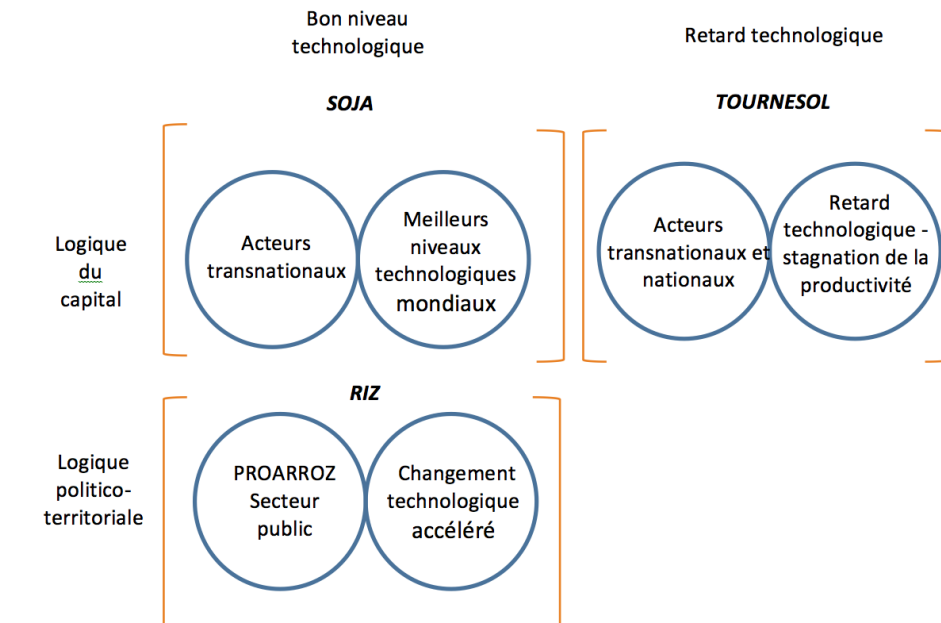 Bon niveau
technologique
Retard technologique
SOJA
TOURNESOL
Logique
du
capital
Acteurs
transnationaux
Meilleurs
niveaux
technologiques
mondiaux
Acteurs
transnationaux et
nationaux
Retard
technologique -
stagnation de la
productivité
RIZ
Logique
politico-
territoriale
PROARROZ
Secteur
public
Changement
technologique
accéléré